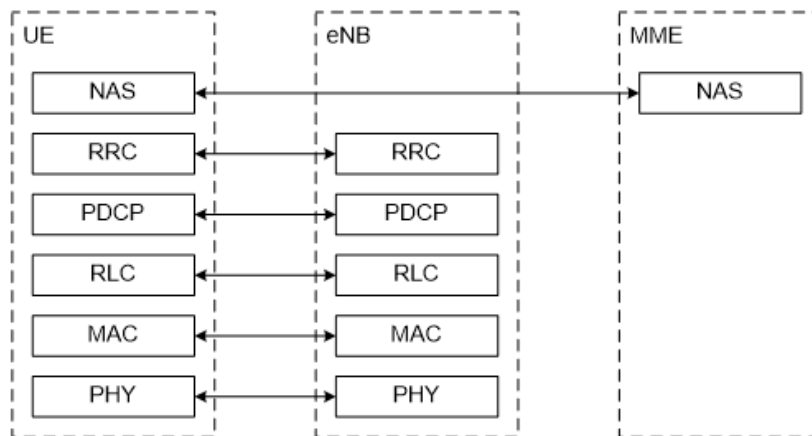 UE eNB MME
NAS NAS
RRC RRC
PDCP PDCP
RLC RLC
MAC MAC
PHY PHY